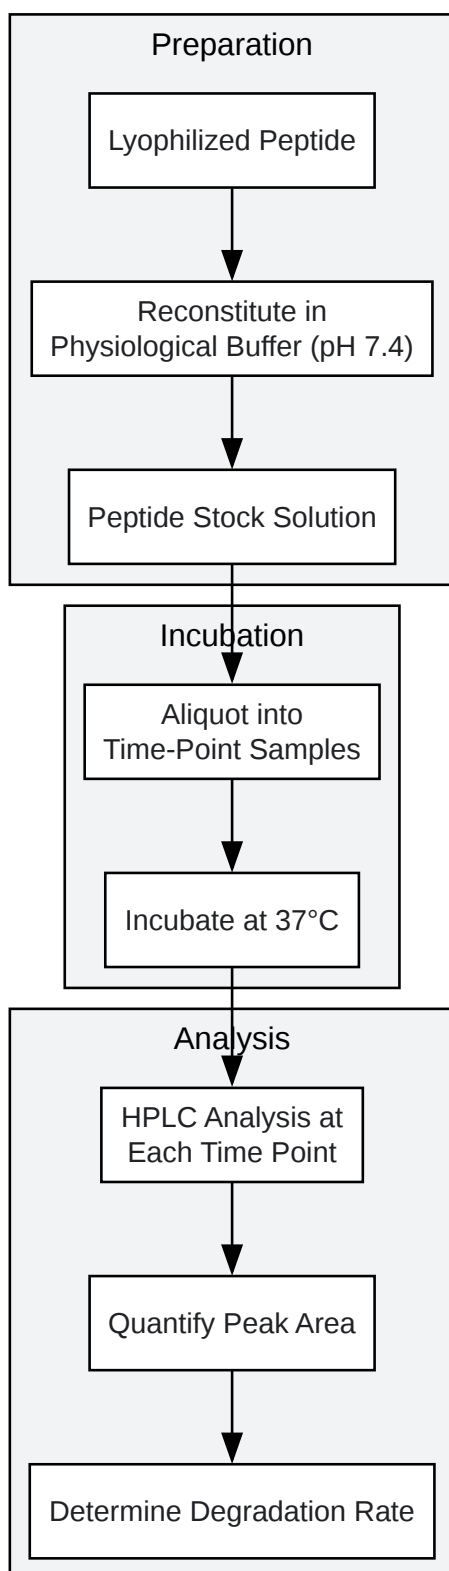 Preparation
Lyophilized Peptide
Reconstitute in
Physiological Buffer (pH 7.4)
Peptide Stock Solution
Incubation
Aliquot into
Time-Point Samples
Incubate at 37°C
Analysis
HPLC Analysis at
Each Time Point
Quantify Peak Area
Determine Degradation Rate